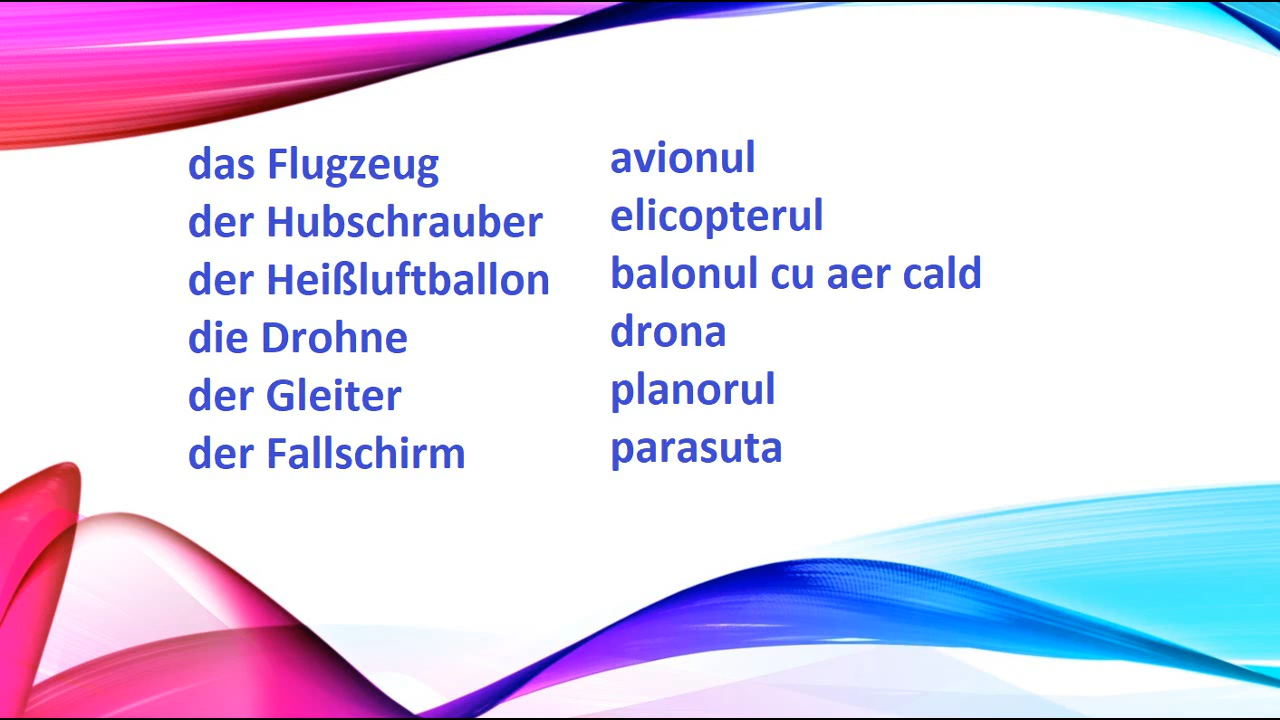 das Flugzeug
der Hubschrauber
der Heißluftballon
die Drohne
der Gleiter
der Fallschirm
avionul
elicopterul
balonul cu aer cald
drona
planorul
parasuta